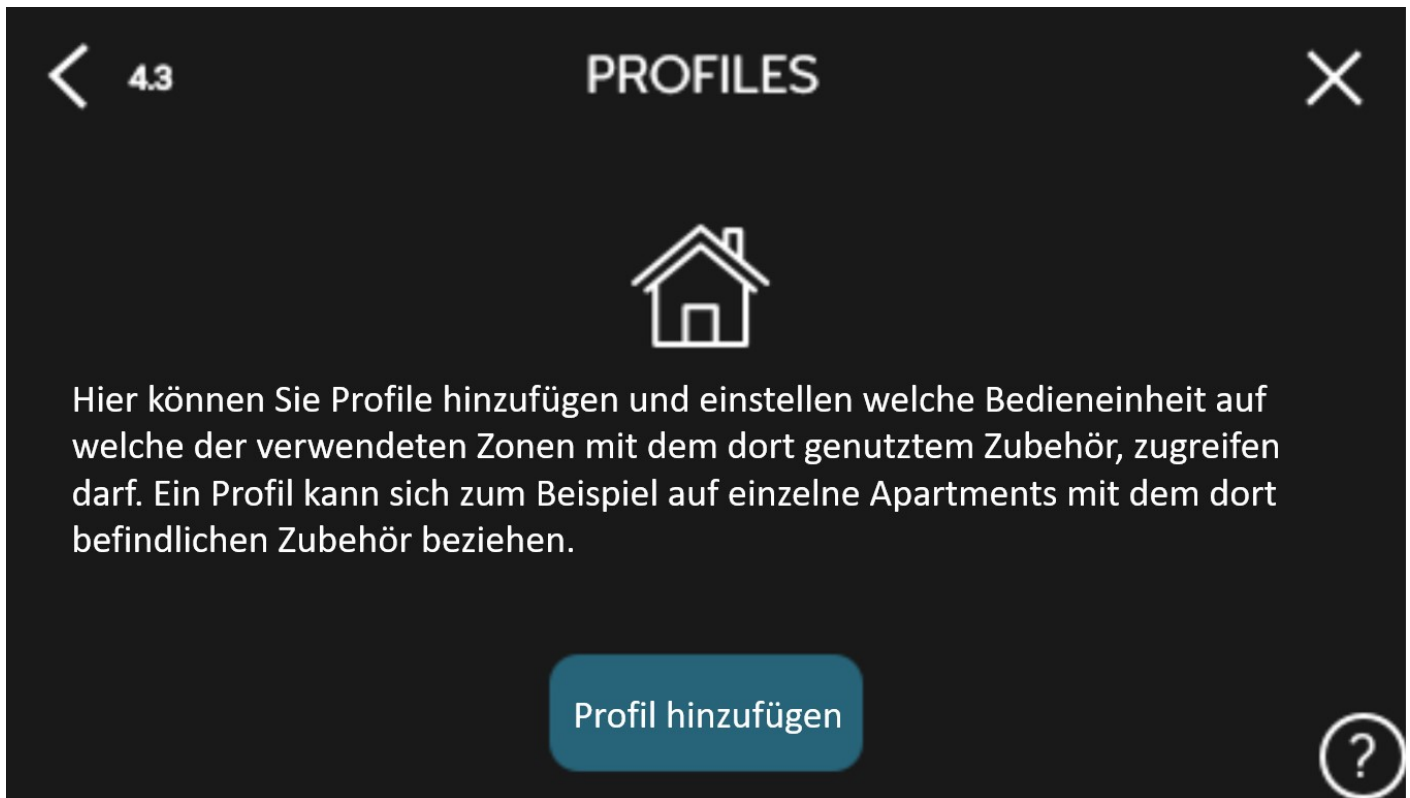 4.3 PROFILES
Hier können Sie Profile hinzufügen und einstellen welche Bedieneinheit auf
welche der verwendeten Zonen mit dem dort genutztem Zubehör, zugreifen
darf. Ein Profil kann sich zum Beispiel auf einzelne Apartments mit dem dort
befindlichen Zubehör beziehen.
Profil hinzufügen
?